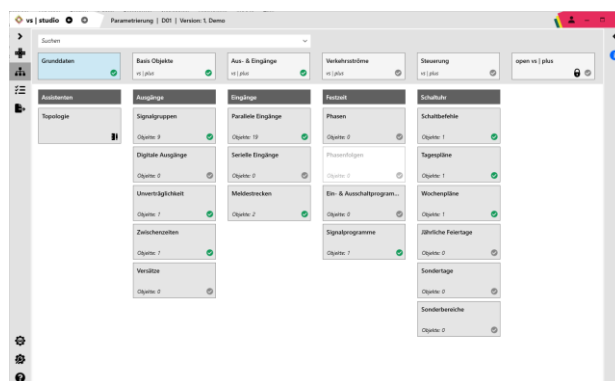 vs | studio
Parametrierung | D01 | Version: 1, Demo
Suchen
Grunddaten
Basis Objekte
vs | plus
Aus- & Eingänge
vs | plus
Verkehrsströme
vs | plus
Steuerung
vs | plus
open vs | plus
Assistenten
Topologie
Ausgänge
Signalgruppen
Objekte: 9
Digitale Ausgänge
Objekte: 0
Unverträglichkeit
Objekte: 1
Zwischenzeiten
Objekte: 1
Versätze
Objekte: 0
Eingänge
Parallele Eingänge
Objekte: 19
Serielle Eingänge
Objekte: 0
Meldestrecken
Objekte: 2
Festzeit
Phasen
Objekte: 0
Phasenfolgen
Objekte: 0
Ein- & Ausschaltprogram...
Objekte: 0
Signalprogramme
Objekte: 1
Schaltuhr
Schaltbefehle
Objekte: 1
Tagespläne
Objekte: 1
Wochenpläne
Objekte: 1
Jährliche Feiertage
Objekte: 0
Sondertage
Objekte: 0
Sonderbereiche
Objekte: 0